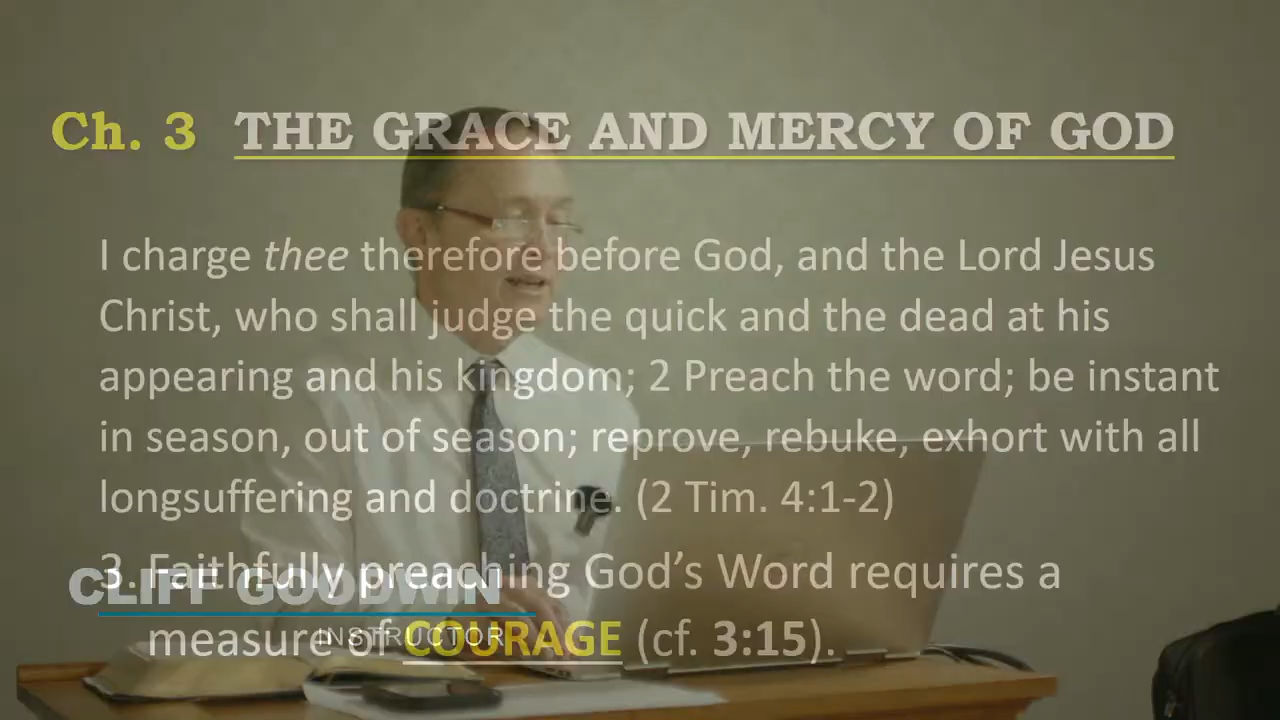 Ch. 3 THE GRACE AND MERCY OF GOD
I charge thee therefore before God, and the Lord Jesus
Christ, who shall judge the quick and the dead at his
appearing and his kingdom; 2 Preach the word; be instant
in season, out of season; reprove, rebuke, exhort with all
longsuffering and doctrine. (2 Tim. 4:1-2)
3. Faithfully preaching God's Word requires a
measure of COURAGE (cf. 3:15).
CLIFF GOODWIN
INSTRUCTOR